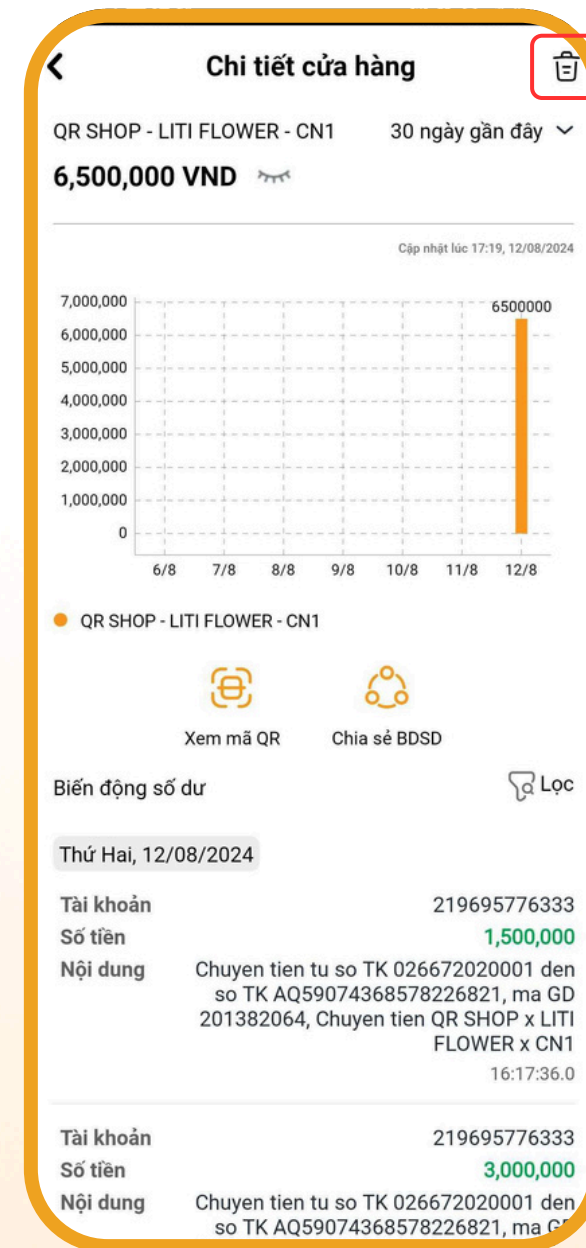 Chi tiết cửa hàng
QR SHOP - LITI FLOWER - CN1 30 ngày gần đây
6,500,000 VND
Cập nhật lúc 17:19, 12/08/2024
6500000
7,000,000
6,000,000
5,000,000
4,000,000
3,000,000
2,000,000
1,000,000
0
6/8 7/8 8/8 9/8 10/8 11/8 12/8
QR SHOP - LITI FLOWER - CN1
Xem mã QR Chia sẻ BDSD
Biến động số dư Lọc
Thứ Hai, 12/08/2024
Tài khoản 219695776333
Số tiền 1,500,000
Nội dung Chuyen tien tu so TK 026672020001 den
so TK AQ59074368578226821, ma GD
201382064, Chuyen tien QR SHOP x LITI
FLOWER x CN1
16:17:36.0
Tài khoản 219695776333
Số tiền 3,000,000
Nội dung Chuyen tien tu so TK 026672020001 den
so TK AQ59074368578226821, ma GD